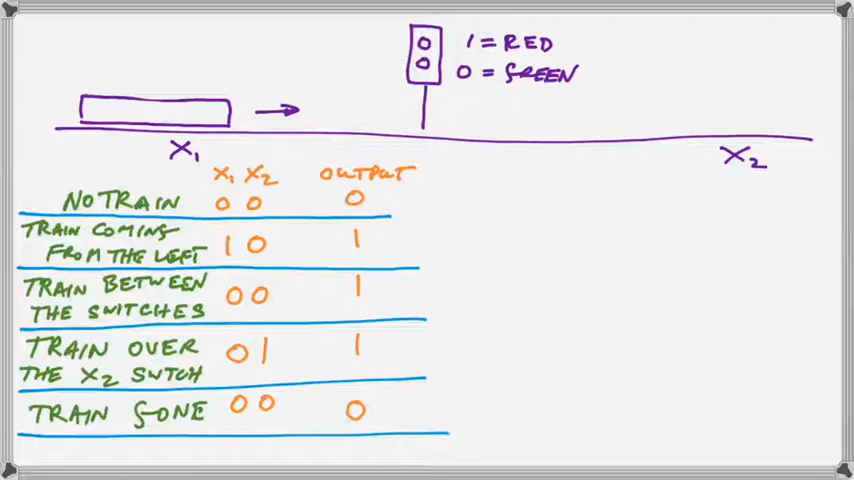 1 = RED
0 = GREEN
X1
X2
X1 X2 OUTPUT
NO TRAIN 0 0 0
TRAIN COMING
FROM THE LEFT 1 0 1
TRAIN BETWEEN
THE SWITCHES 0 0 1
TRAIN OVER
THE X2 SWTCH 0 1 1
TRAIN GONE 0 0 0